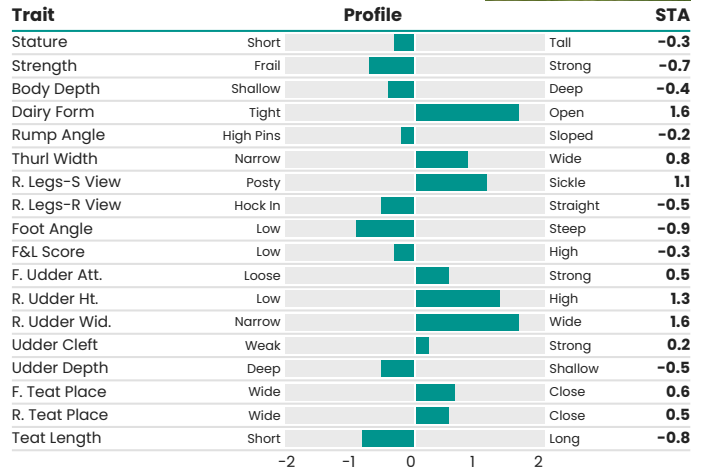 Trait Profile STA
Stature Short Tall -0.3
Strength Frail Strong -0.7
Body Depth Shallow Deep -0.4
Dairy Form Tight Open 1.6
Rump Angle High Pins Sloped -0.2
Thurl Width Narrow Wide 0.8
R. Legs-S View Posty Sickle 1.1
R. Legs-R View Hock In Straight -0.5
Foot Angle Low Steep -0.9
F&L Score Low High -0.3
F. Udder Att. Loose Strong 0.5
R. Udder Ht. Low High 1.3
R. Udder Wid. Narrow Wide 1.6
Udder Cleft Weak Strong 0.2
Udder Depth Deep Shallow -0.5
F. Teat Place Wide Close 0.6
R. Teat Place Wide Close 0.5
Teat Length Short Long -0.8
-2 -1 0 1 2